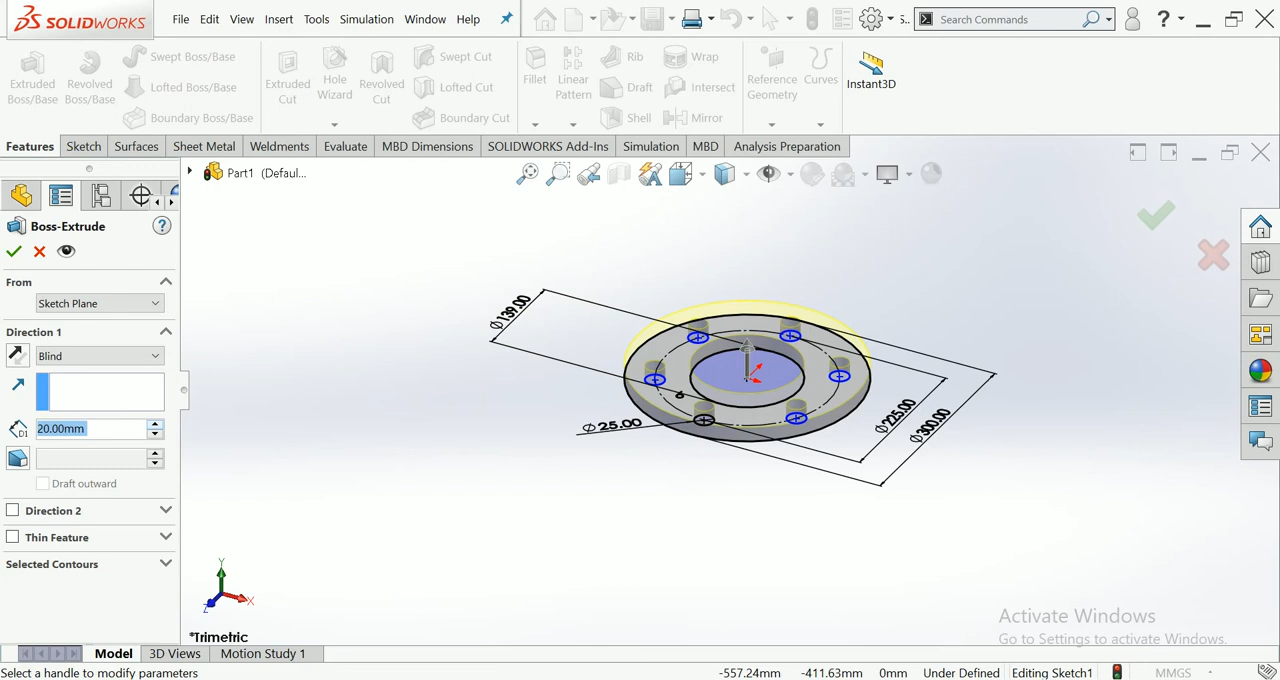 SOLIDWORKS File Edit View Insert Tools Simulation Window Help S.. Search Commands ?
Extruded Boss/Base Revolved Boss/Base Swept Boss/Base Lofted Boss/Base Boundary Boss/Base
Extruded Cut Hole Wizard Revolved Cut Swept Cut Lofted Cut Boundary Cut
Fillet Linear Pattern Rib Draft Shell Wrap Intersect Mirror
Reference Geometry Curves Instant3D
Features Sketch Surfaces Sheet Metal Weldments Evaluate MBD Dimensions SOLIDWORKS Add-Ins Simulation MBD Analysis Preparation
Part1 (Defaul...
Boss-Extrude ?
From
Sketch Plane
Direction 1
Blind
D1 20.00mm
Draft outward
Direction 2
Thin Feature
Selected Contours
Ø139.00
6
Ø25.00
Ø225.00
Ø300.00
Y
X
Z
*Trimetric
Activate Windows
Go to Settings to activate Windows.
Model 3D Views Motion Study 1
Select a handle to modify parameters -557.24mm -411.63mm 0mm Under Defined Editing Sketch1 MMGS -